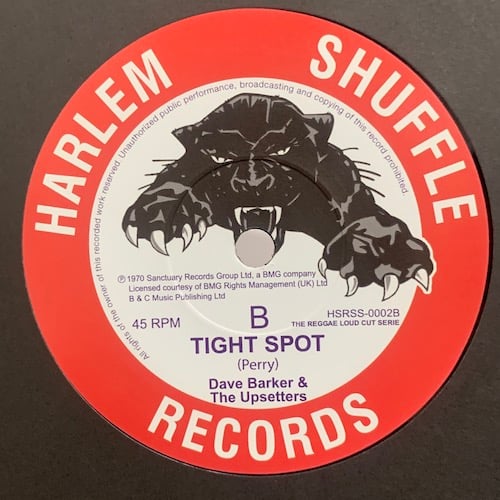 HARLEM SHUFFLE
All rights of the owner of this recorded work reserved. Unauthorized public performance, broadcasting and copying of this record prohibited.
℗ 1970 Sanctuary Records Group Ltd, a BMG company
Licensed courtesy of BMG Rights Management (UK) Ltd
B & C Music Publishing Ltd
45 RPM
B
HSRSS-0002B
THE REGGAE LOUD CUT SERIE
TIGHT SPOT
(Perry)
Dave Barker &
The Upsetters
RECORDS